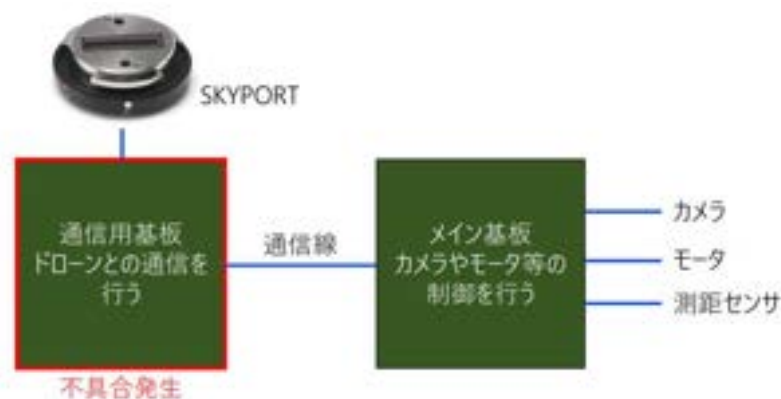 SKYPORT
通信用基板
ドローンとの通信を
行う
通信線
メイン基板
カメラやモータ等の
制御を行う
カメラ
モータ
測距センサ
不具合発生